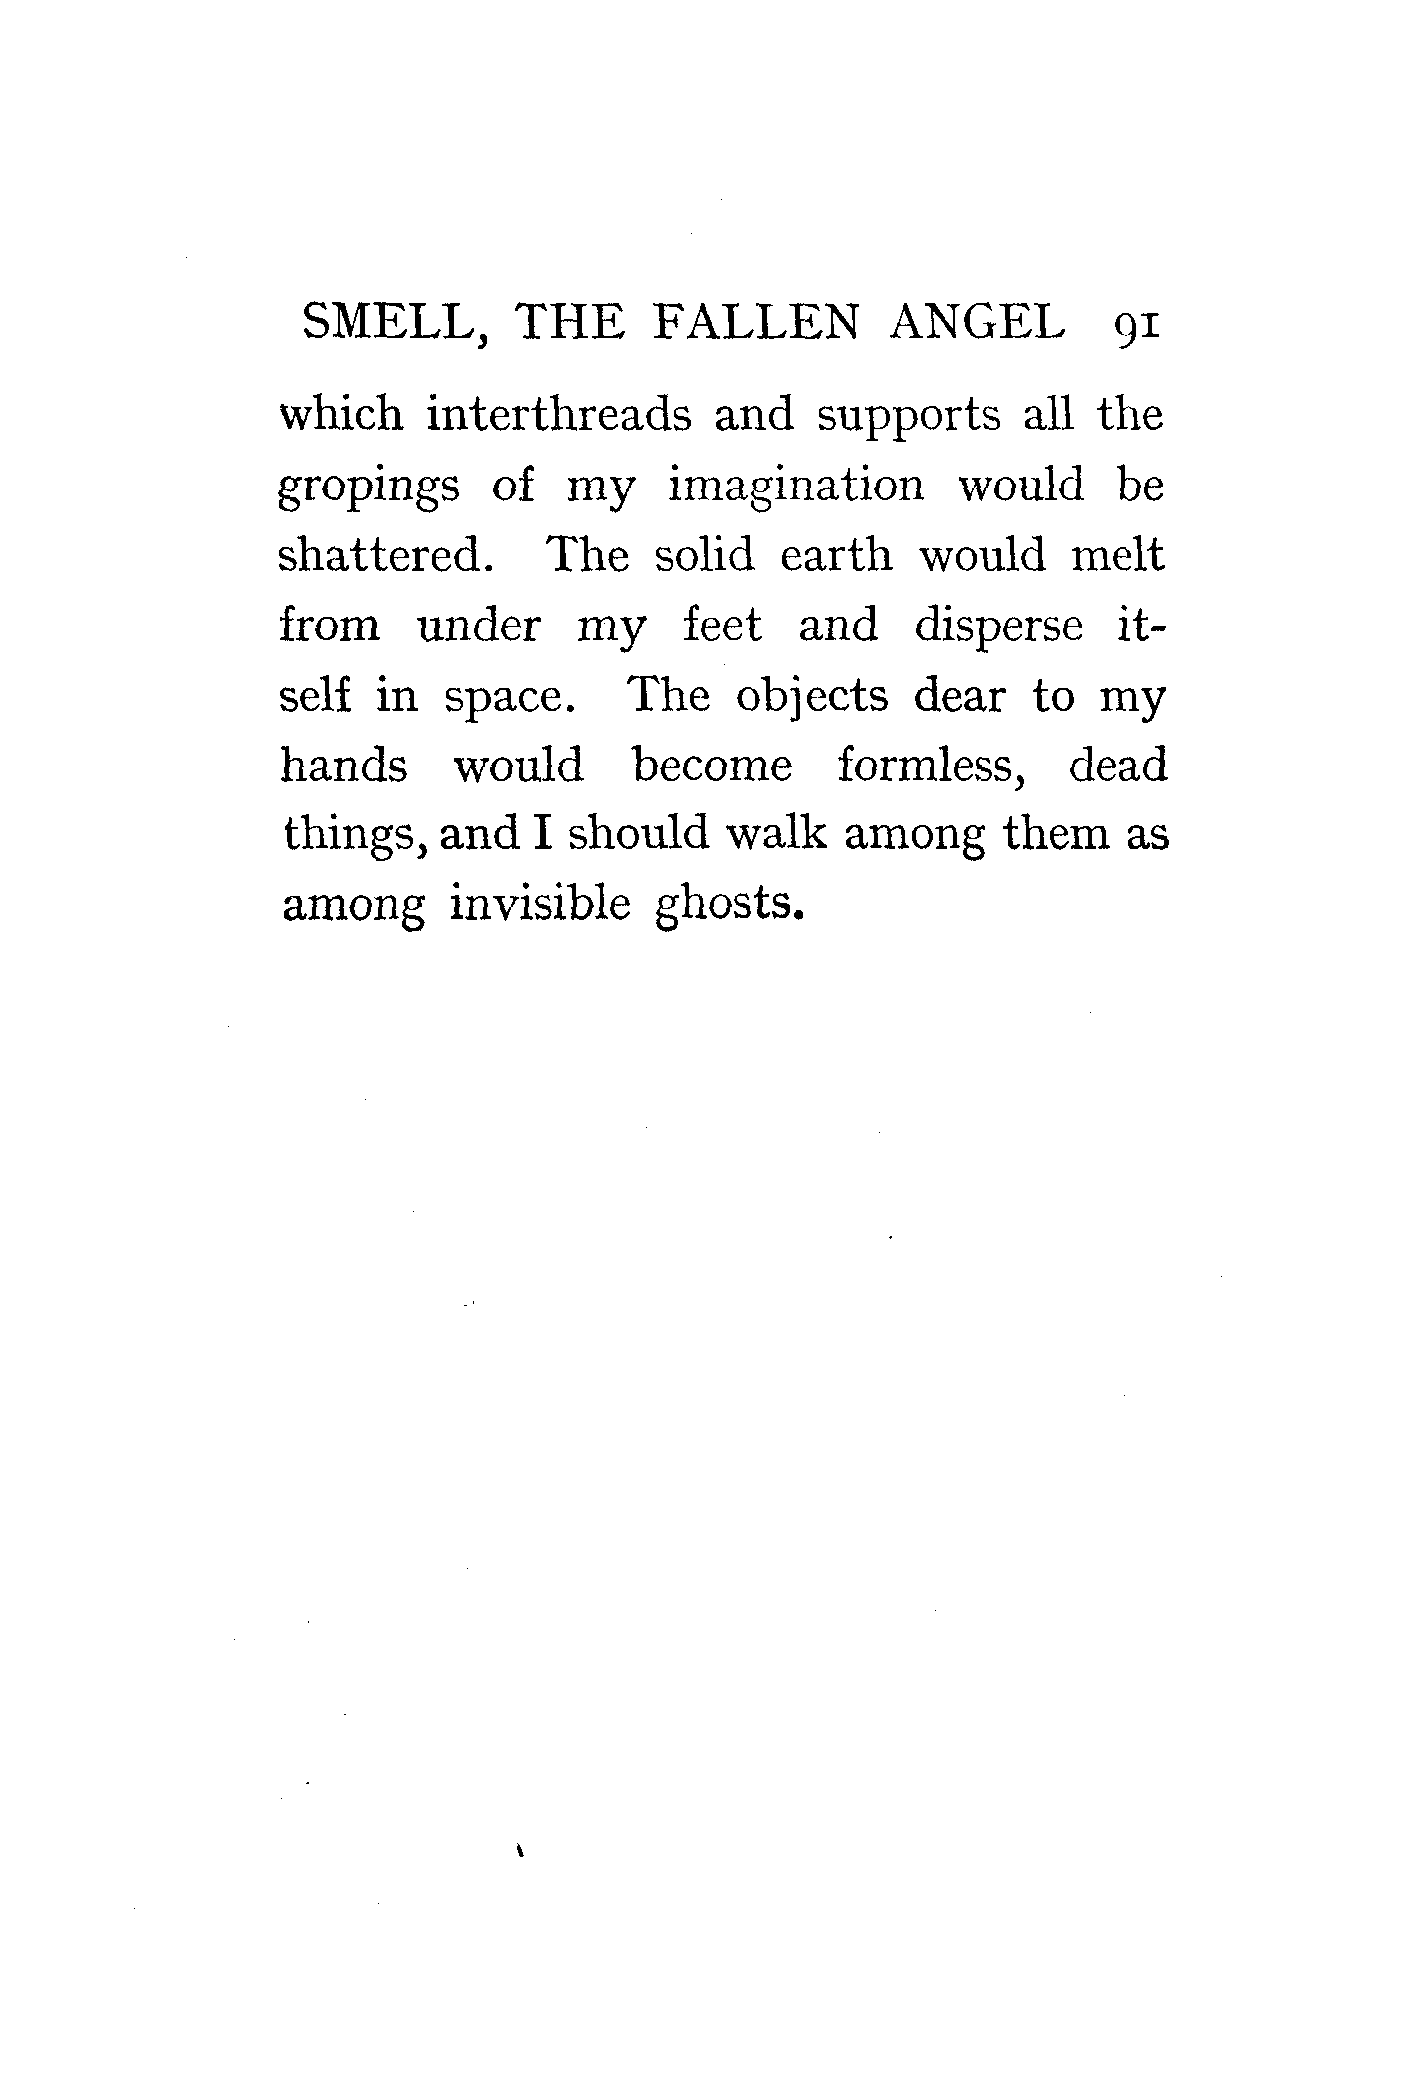 SMELL, THE FALLEN ANGEL 91
which interthreads and supports all the
gropings of my imagination would be
shattered. The solid earth would melt
from under my feet and disperse it-
self in space. The objects dear to my
hands would become formless, dead
things, and I should walk among them as
among invisible ghosts.